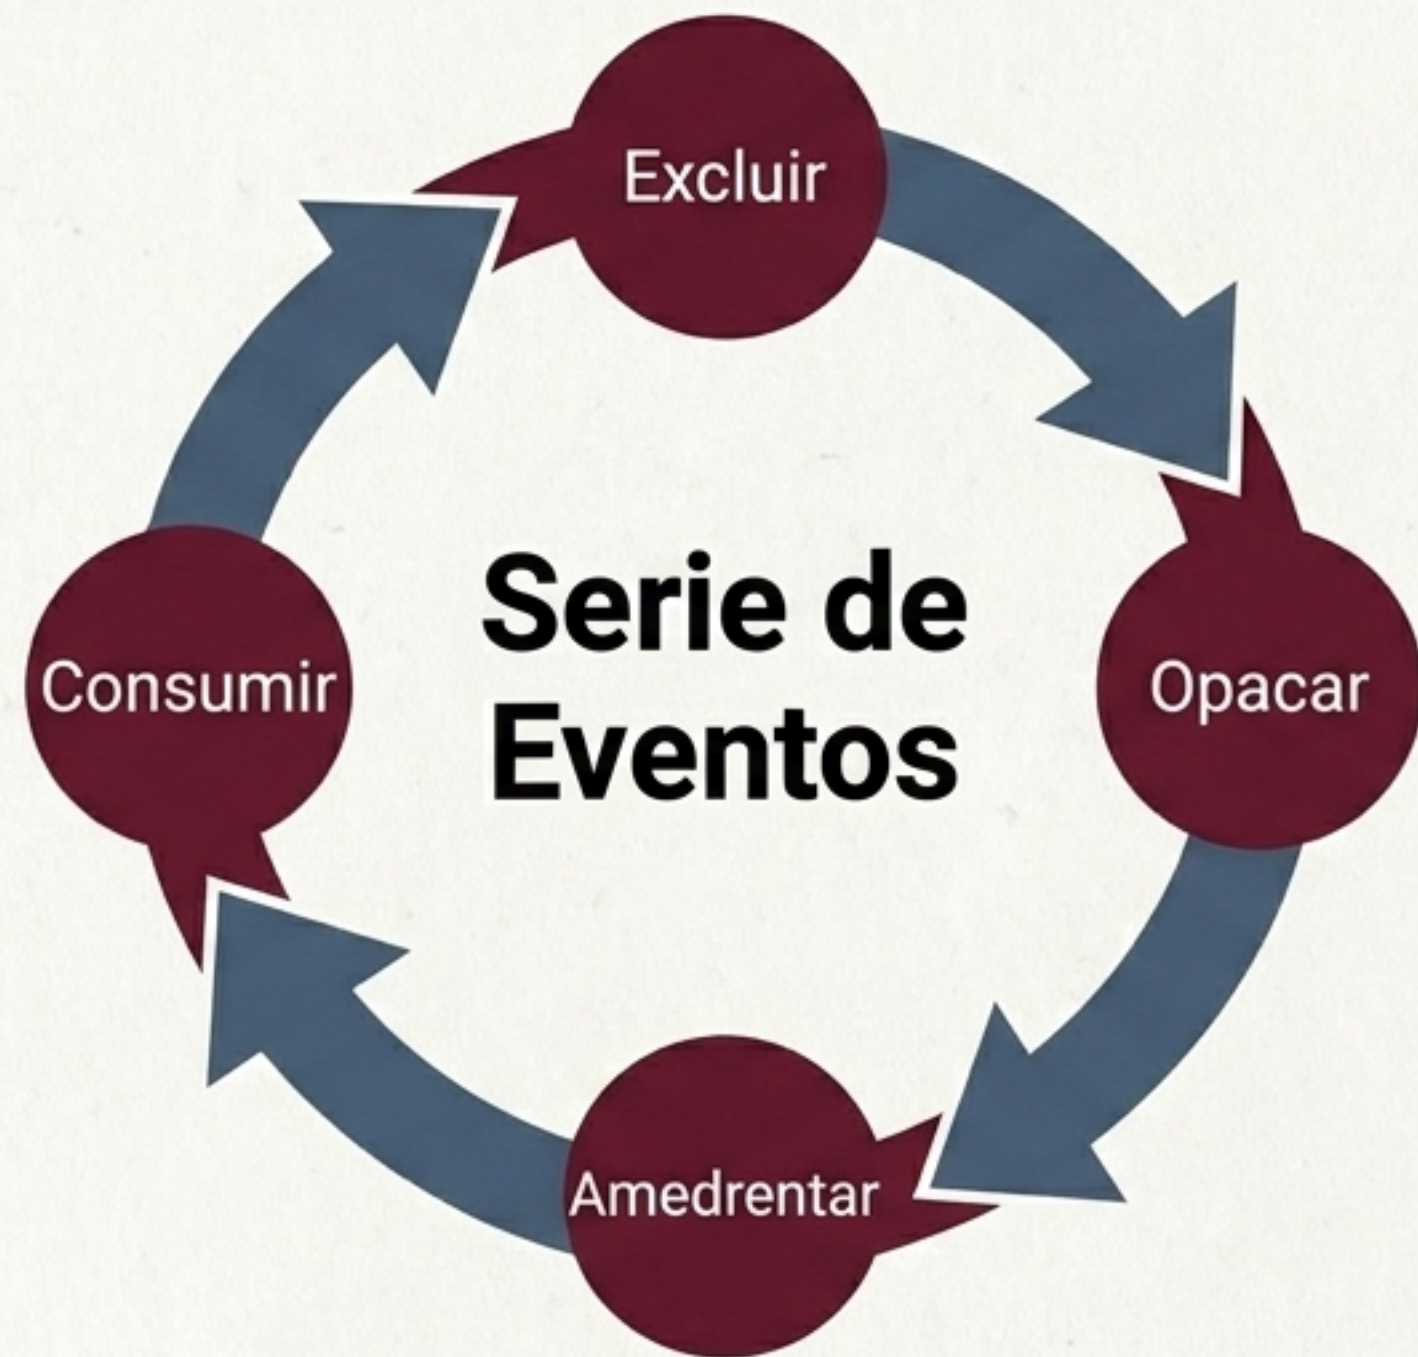 Excluir
Serie de
Eventos
Consumir
Opacar
Amedrentar